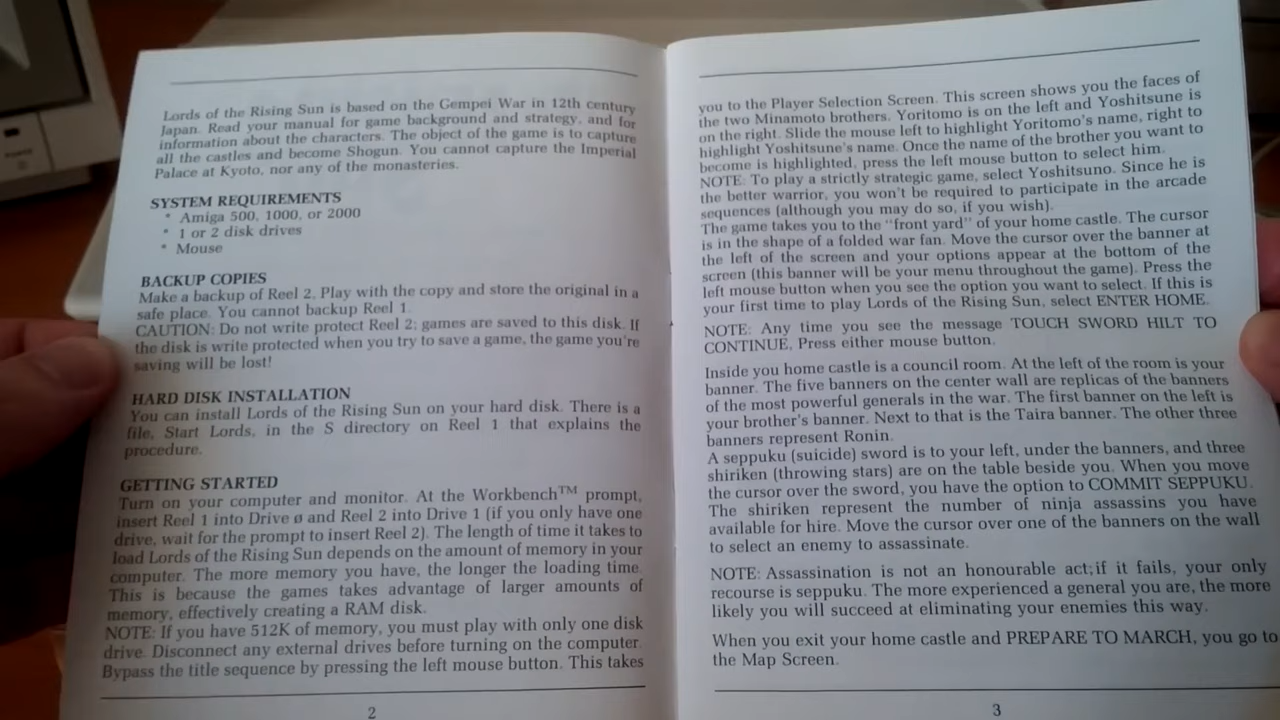 Lords of the Rising Sun is based on the Gempei War in 12th century
Japan. Read your manual for game background and strategy, and for
information about the characters. The object of the game is to capture
all the castles and become Shogun. You cannot capture the Imperial
Palace at Kyoto, nor any of the monasteries.
SYSTEM REQUIREMENTS
* Amiga 500, 1000, or 2000
* 1 or 2 disk drives
* Mouse
BACKUP COPIES
Make a backup of Reel 2. Play with the copy and store the original in a
safe place. You cannot backup Reel 1.
CAUTION: Do not write protect Reel 2; games are saved to this disk. If
the disk is write protected when you try to save a game, the game you're
saving will be lost!
HARD DISK INSTALLATION
You can install Lords of the Rising Sun on your hard disk. There is a
file, Start Lords, in the S directory on Reel 1 that explains the
procedure.
GETTING STARTED
Turn on your computer and monitor. At the Workbench™ prompt,
insert Reel 1 into Drive ø and Reel 2 into Drive 1 (if you only have one
drive, wait for the prompt to insert Reel 2). The length of time it takes to
load Lords of the Rising Sun depends on the amount of memory in your
computer. The more memory you have, the longer the loading time.
This is because the games takes advantage of larger amounts of
memory, effectively creating a RAM disk.
NOTE: If you have 512K of memory, you must play with only one disk
drive. Disconnect any external drives before turning on the computer.
Bypass the title sequence by pressing the left mouse button. This takes
2
you to the Player Selection Screen. This screen shows you the faces of
the two Minamoto brothers. Yoritomo is on the left and Yoshitsune is
on the right. Slide the mouse left to highlight Yoritomo's name, right to
highlight Yoshitsune's name. Once the name of the brother you want to
become is highlighted, press the left mouse button to select him.
NOTE: To play a strictly strategic game, select Yoshitsuno. Since he is
the better warrior, you won't be required to participate in the arcade
sequences (although you may do so, if you wish).
The game takes you to the "front yard" of your home castle. The cursor
is in the shape of a folded war fan. Move the cursor over the banner at
the left of the screen and your options appear at the bottom of the
screen (this banner will be your menu throughout the game). Press the
left mouse button when you see the option you want to select. If this is
your first time to play Lords of the Rising Sun, select ENTER HOME.
NOTE: Any time you see the message TOUCH SWORD HILT TO
CONTINUE, Press either mouse button.
Inside you home castle is a council room. At the left of the room is your
banner. The five banners on the center wall are replicas of the banners
of the most powerful generals in the war. The first banner on the left is
your brother's banner. Next to that is the Taira banner. The other three
banners represent Ronin.
A seppuku (suicide) sword is to your left, under the banners, and three
shiriken (throwing stars) are on the table beside you. When you move
the cursor over the sword, you have the option to COMMIT SEPPUKU.
The shiriken represent the number of ninja assassins you have
available for hire. Move the cursor over one of the banners on the wall
to select an enemy to assassinate.
NOTE: Assassination is not an honourable act;if it fails, your only
recourse is seppuku. The more experienced a general you are, the more
likely you will succeed at eliminating your enemies this way.
When you exit your home castle and PREPARE TO MARCH, you go to
the Map Screen.
3